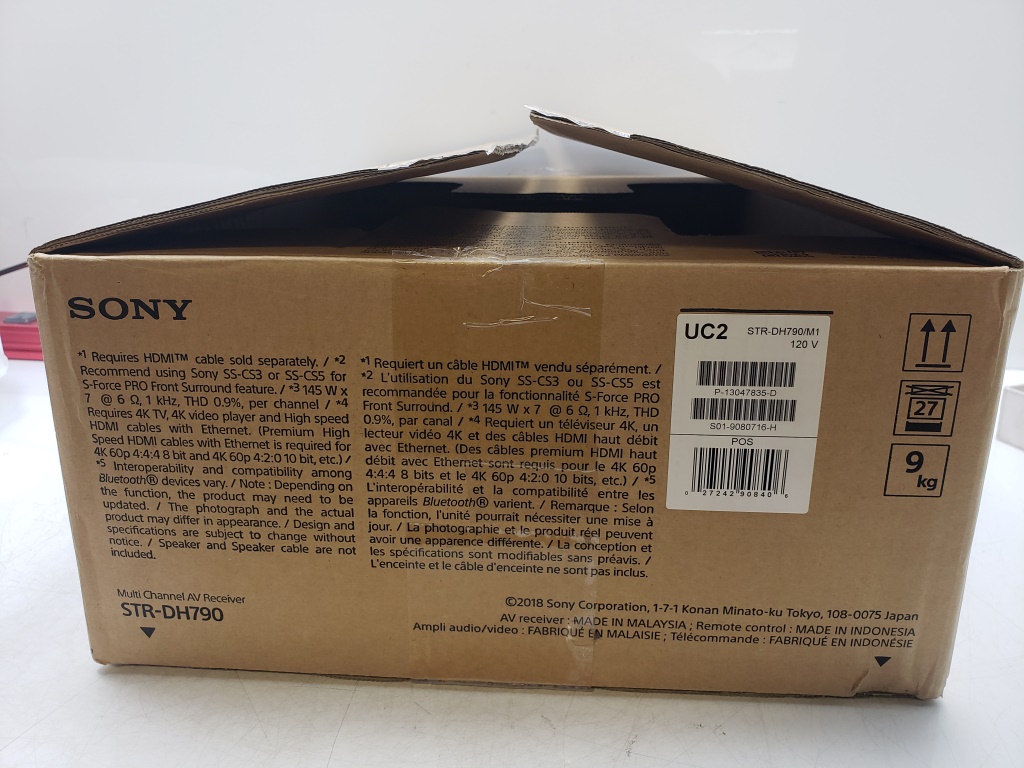 SONY
*1 Requires HDMI™ cable sold separately. / *2
Recommend using Sony SS-CS3 or SS-CS5 for
S-Force PRO Front Surround feature. / *3 145 W x
7 @ 6 Ω, 1 kHz, THD 0.9%, per channel / *4
Requires 4K TV, 4K video player and High speed
HDMI cables with Ethernet. (Premium High
Speed HDMI cables with Ethernet is required for
4K 60p 4:4:4 8 bit and 4K 60p 4:2:0 10 bit, etc.) /
*5 Interoperability and compatibility among
Bluetooth® devices vary. / Note : Depending on
the function, the product may need to be
updated. / The photograph and the actual
product may differ in appearance. / Design and
specifications are subject to change without
notice. / Speaker and Speaker cable are not
included.
*1 Requiert un câble HDMI™ vendu séparément. /
*2 L'utilisation du Sony SS-CS3 ou SS-CS5 est
recommandée pour la fonctionnalité S-Force PRO
Front Surround. / *3 145 W x 7 @ 6 Ω, 1 kHz, THD
0.9%, par canal / *4 Requiert un téléviseur 4K, un
lecteur vidéo 4K et des câbles HDMI haut débit
avec Ethernet. (Des câbles premium HDMI haut
débit avec Ethernet sont requis pour le 4K 60p
4:4:4 8 bits et le 4K 60p 4:2:0 10 bits, etc.) / *5
L'interopérabilité et la compatibilité entre les
appareils Bluetooth® varient. / Remarque : Selon
la fonction, l'unité pourrait nécessiter une mise à
jour. / La photographie et le produit réel peuvent
avoir une apparence différente. / La conception et
les spécifications sont modifiables sans préavis. /
L'enceinte et le câble d'enceinte ne sont pas inclus.
UC2 STR-DH790/M1
120 V
P-13047835-D
S01-9080716-H
POS
0 27242 90840 6
27
9
kg
Multi Channel AV Receiver
STR-DH790
©2018 Sony Corporation, 1-7-1 Konan Minato-ku Tokyo, 108-0075 Japan
AV receiver : MADE IN MALAYSIA ; Remote control : MADE IN INDONESIA
Ampli audio/vidéo : FABRIQUÉ EN MALAISIE ; Télécommande : FABRIQUÉ EN INDONÉSIE